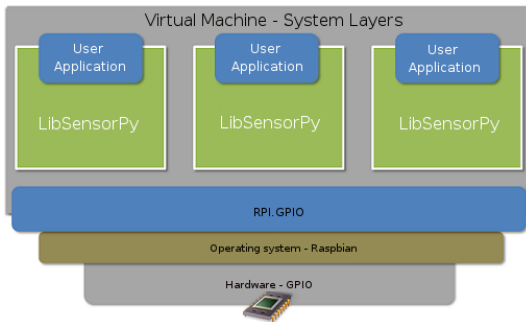 Virtual Machine - System Layers
User
Application
User
Application
User
Application
LibSensorPy
LibSensorPy
LibSensorPy
RPI.GPIO
Operating system - Raspbian
Hardware - GPIO